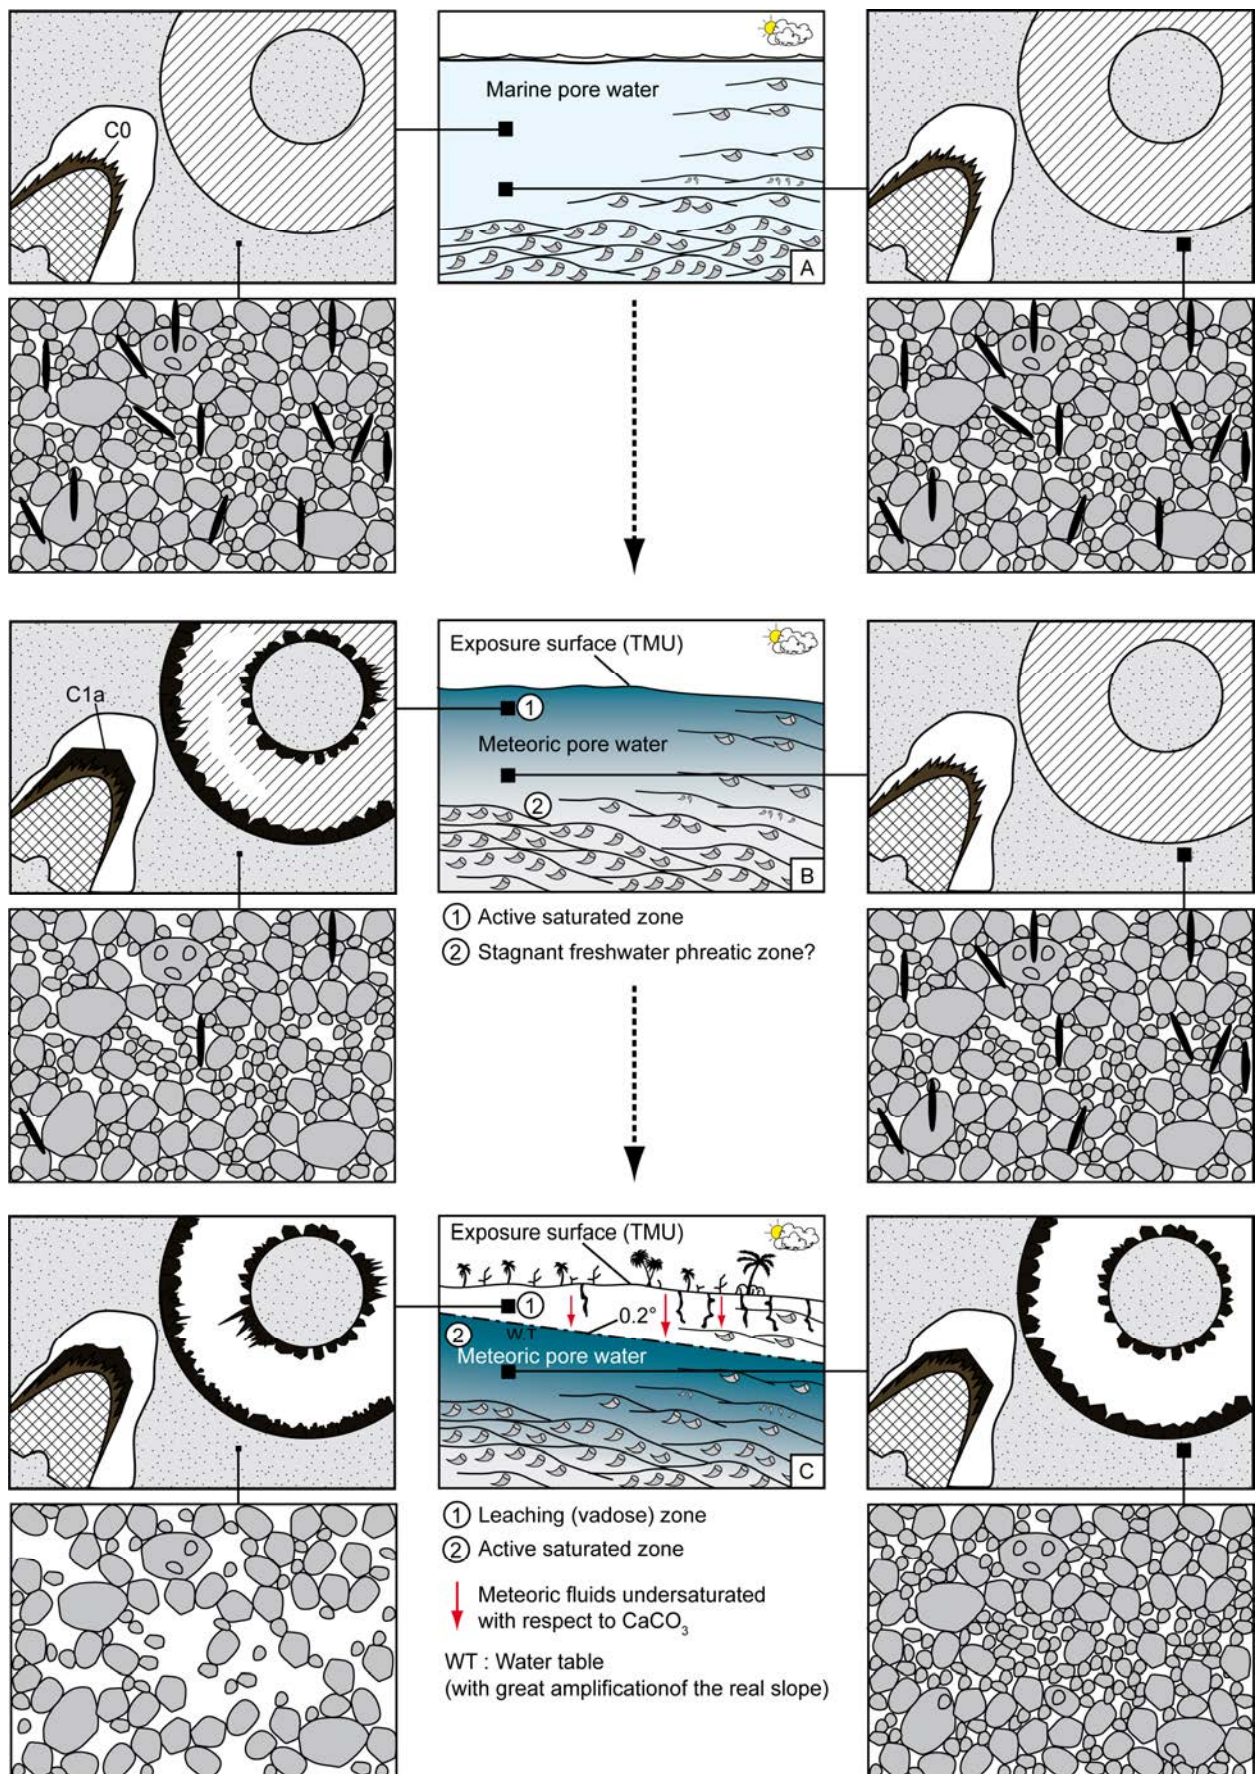 C0
Marine pore water
A
C1a
Exposure surface (TMU)
1
Meteoric pore water
2
B
1 Active saturated zone
2 Stagnant freshwater phreatic zone?
Exposure surface (TMU)
1
0.2°
W.T
2
Meteoric pore water
C
1 Leaching (vadose) zone
2 Active saturated zone
Meteoric fluids undersaturated
with respect to CaCO₃
WT : Water table
(with great amplificationof the real slope)